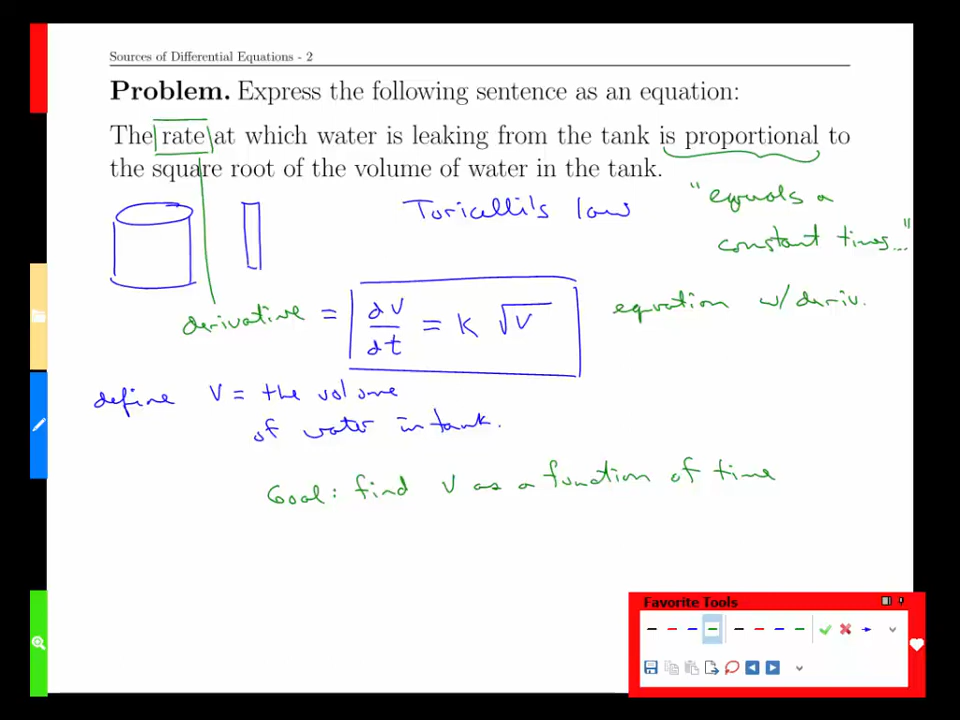 Sources of Differential Equations - 2
Problem. Express the following sentence as an equation:
The rate at which water is leaking from the tank is proportional to
the square root of the volume of water in the tank.
Toricelli's law
"equals a
constant times..."
derivative = dV/dt = K √V
equation w/ deriv.
define V = the volume
of water in tank.
Goal: find V as a function of time
Favorite Tools